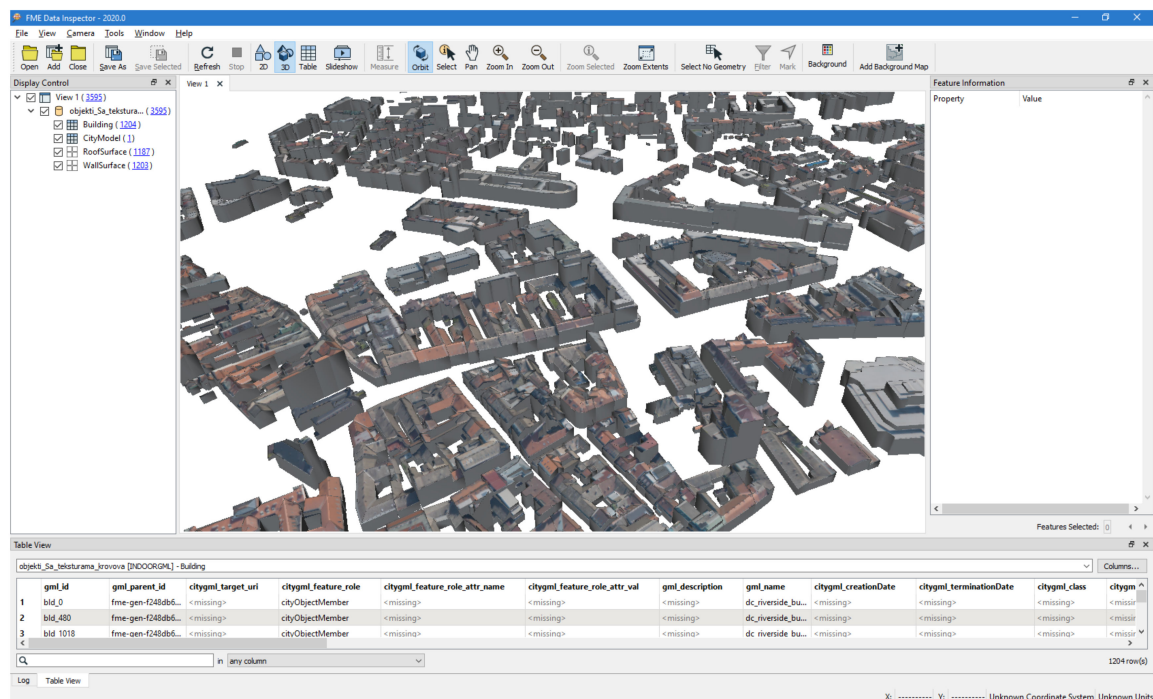 FME Data Inspector - 2020.0
File View Camera Tools Window Help
Open Add Close Save As Save Selected Refresh Stop 2D 3D Table Slideshow Measure Orbit Select Pan Zoom In Zoom Out Zoom Selected Zoom Extents Select No Geometry Filter Mark Background Add Background Map
Display Control
View 1
Feature Information
View 1 (3595)
objekti_Sa_tekstura... (3595)
Building (1204)
CityModel (1)
RoofSurface (1187)
WallSurface (1203)
Property Value
Features Selected: 0
Table View
objekti_Sa_teksturama_krovova [INDOORGML] - Building
Columns...
gml_id gml_parent_id citygml_target_uri citygml_feature_role citygml_feature_role_attr_name citygml_feature_role_attr_val gml_description gml_name citygml_creationDate citygml_terminationDate citygml_class citygm
1 bld_0 fme-gen-f248db6... <missing> cityObjectMember <missing> <missing> <missing> dc_riverside_bu... <missing> <missing> <missing> <missir
2 bld_480 fme-gen-f248db6... <missing> cityObjectMember <missing> <missing> <missing> dc_riverside_bu... <missing> <missing> <missing> <missir
3 bld_1018 fme-gen-f248db6... <missing> cityObjectMember <missing> <missing> <missing> dc_riverside_bu... <missing> <missing> <missing> <missir
in any column
1204 row(s)
Log Table View
X: ---------- Y: ---------- Unknown Coordinate System Unknown Units